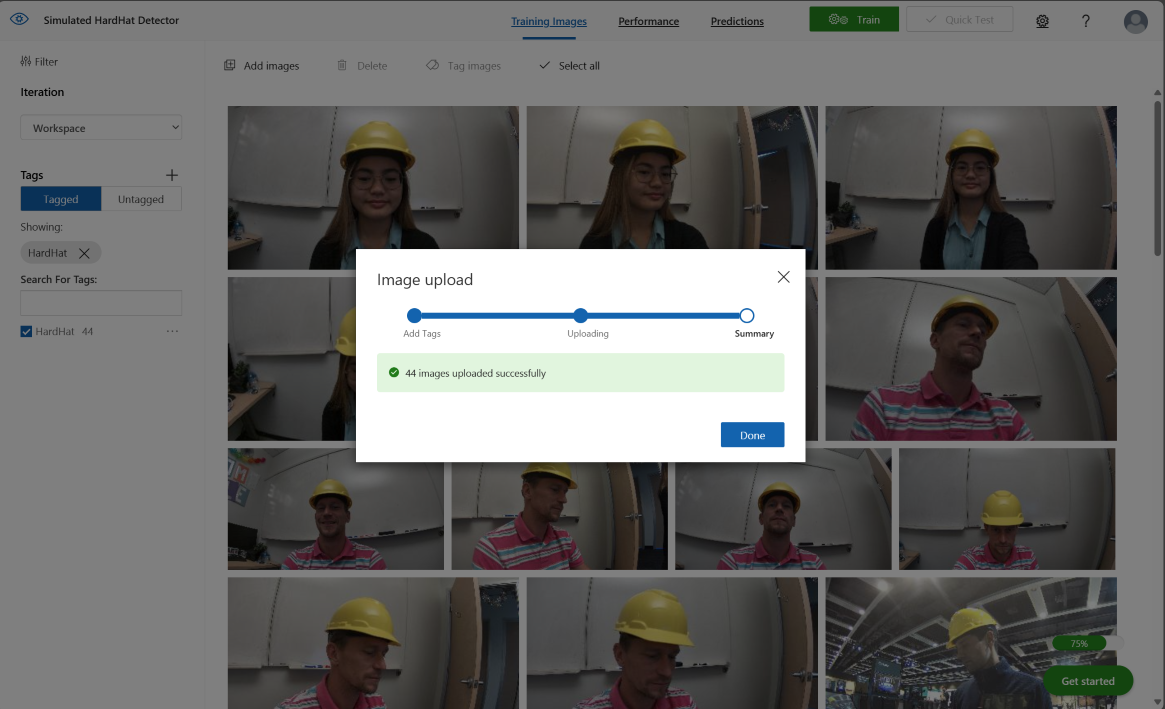 Simulated HardHat Detector
Training Images
Performance
Predictions
Train
Quick Test
?
Filter
Iteration
Workspace
Tags
Tagged
Untagged
Showing:
HardHat
Search For Tags:
HardHat 44
Add images
Delete
Tag images
Select all
Image upload
Add Tags
Uploading
Summary
44 images uploaded successfully
Done
75%
Get started